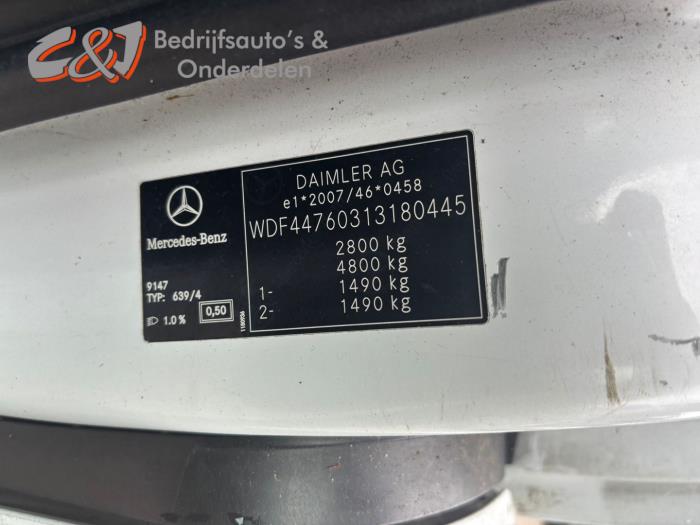 C&J Bedrijfsauto's &
Onderdelen
DAIMLER AG
e1*2007/46*0458
WDF44760313180445
2800 kg
4800 kg
1- 1490 kg
2- 1490 kg
Mercedes-Benz
9147
TYP: 639/4
1.0 % 0,50
1180936